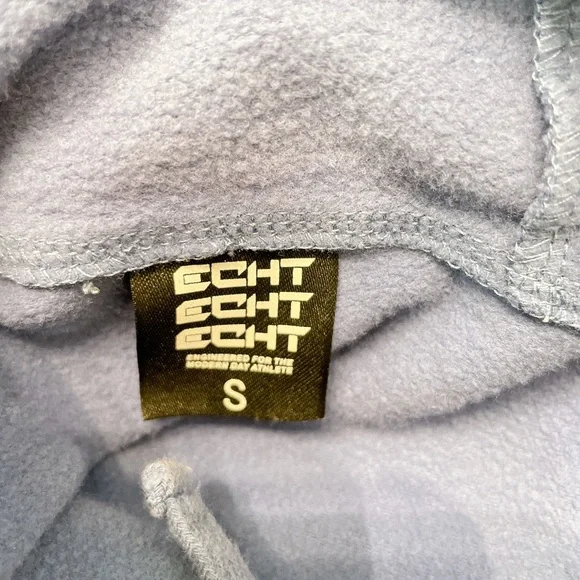 ECHT
ECHT
ECHT
ENGINEERED FOR THE
MODERN DAY ATHLETE
S